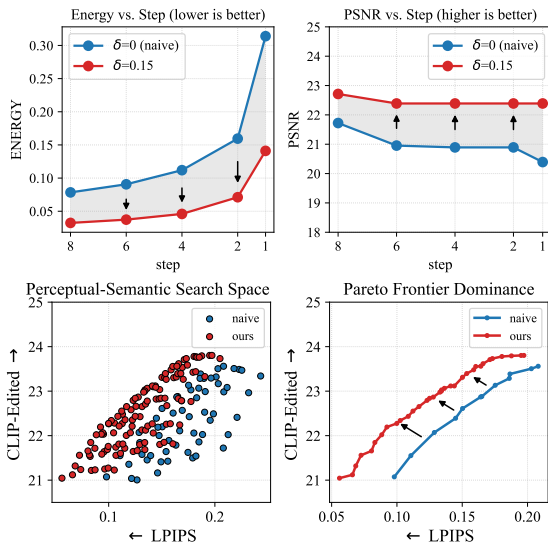 Energy vs. Step (lower is better)
δ=0 (naive)
δ=0.15
ENERGY
0.30
0.25
0.20
0.15
0.10
0.05
8
6
4
2
1
step
PSNR vs. Step (higher is better)
δ=0 (naive)
δ=0.15
PSNR
25
24
23
22
21
20
19
18
8
6
4
2
1
step
Perceptual-Semantic Search Space
naive
ours
CLIP-Edited →
25
24
23
22
21
0.1
0.2
← LPIPS
Pareto Frontier Dominance
naive
ours
CLIP-Edited →
25
24
23
22
21
0.05
0.10
0.15
0.20
← LPIPS